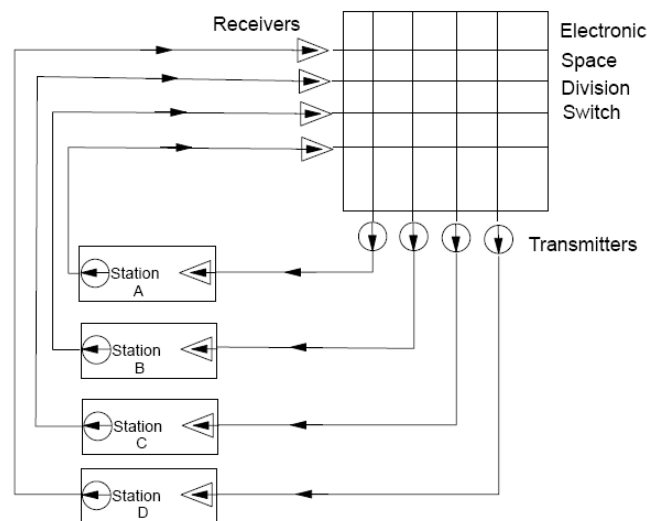 Receivers
Electronic
Space
Division
Switch
Transmitters
Station
A
Station
B
Station
C
Station
D